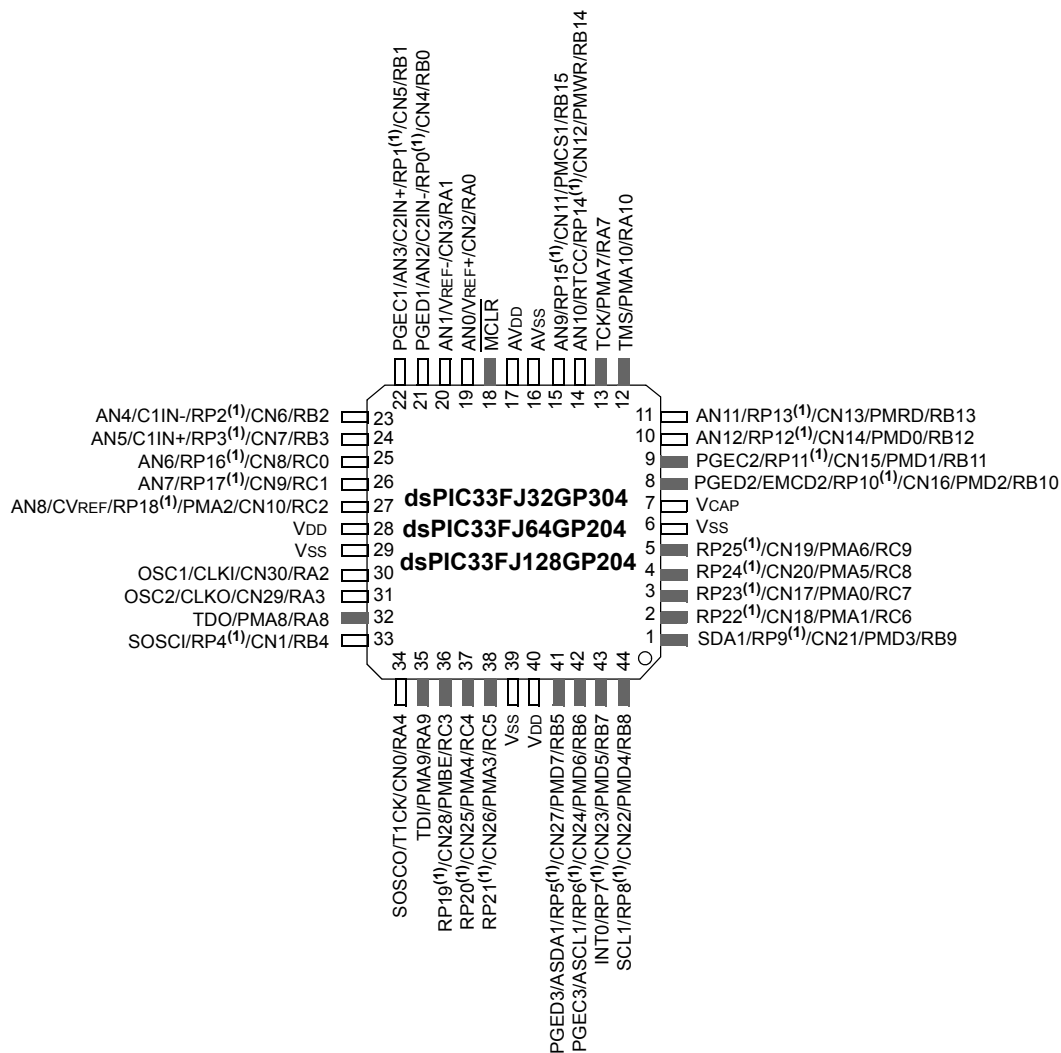 PGEC1/AN3/C2IN+/RP1(1)/CN5/RB1
PGED1/AN2/C2IN-/RP0(1)/CN4/RB0
AN1/VREF-/CN3/RA1
AN0/VREF+/CN2/RA0
MCLR
AVDD
AVSS
AN9/RP15(1)/CN11/PMCS1/RB15
AN10/RTCC/RP14(1)/CN12/PMWR/RB14
TCK/PMA7/RA7
TMS/PMA10/RA10
22 21 20 19 18 17 16 15 14 13 12
AN4/C1IN-/RP2(1)/CN6/RB2 23
AN5/C1IN+/RP3(1)/CN7/RB3 24
AN6/RP16(1)/CN8/RC0 25
AN7/RP17(1)/CN9/RC1 26
AN8/CVREF/RP18(1)/PMA2/CN10/RC2 27
VDD 28
VSS 29
OSC1/CLKI/CN30/RA2 30
OSC2/CLKO/CN29/RA3 31
TDO/PMA8/RA8 32
SOSCI/RP4(1)/CN1/RB4 33
dsPIC33FJ32GP304
dsPIC33FJ64GP204
dsPIC33FJ128GP204
11 AN11/RP13(1)/CN13/PMRD/RB13
10 AN12/RP12(1)/CN14/PMD0/RB12
9 PGEC2/RP11(1)/CN15/PMD1/RB11
8 PGED2/EMCD2/RP10(1)/CN16/PMD2/RB10
7 VCAP
6 VSS
5 RP25(1)/CN19/PMA6/RC9
4 RP24(1)/CN20/PMA5/RC8
3 RP23(1)/CN17/PMA0/RC7
2 RP22(1)/CN18/PMA1/RC6
1 SDA1/RP9(1)/CN21/PMD3/RB9
34 35 36 37 38 39 40 41 42 43 44
SOSCO/T1CK/CN0/RA4
TDI/PMA9/RA9
RP19(1)/CN28/PMBE/RC3
RP20(1)/CN25/PMA4/RC4
RP21(1)/CN26/PMA3/RC5
VSS
VDD
PGED3/ASDA1/RP5(1)/CN27/PMD7/RB5
PGEC3/ASCL1/RP6(1)/CN24/PMD6/RB6
INT0/RP7(1)/CN23/PMD5/RB7
SCL1/RP8(1)/CN22/PMD4/RB8